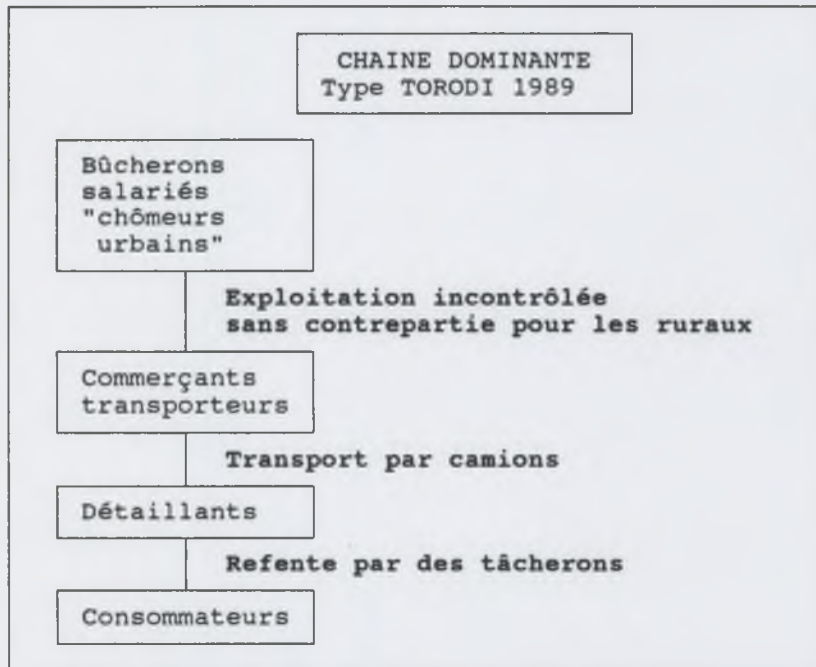 CHAINE DOMINANTE
Type TORODI 1989
Bûcherons
salariés
"chômeurs
urbains"
Exploitation incontrôlée
sans contrepartie pour les ruraux
Commerçants
transporteurs
Transport par camions
Détaillants
Refente par des tâcherons
Consommateurs